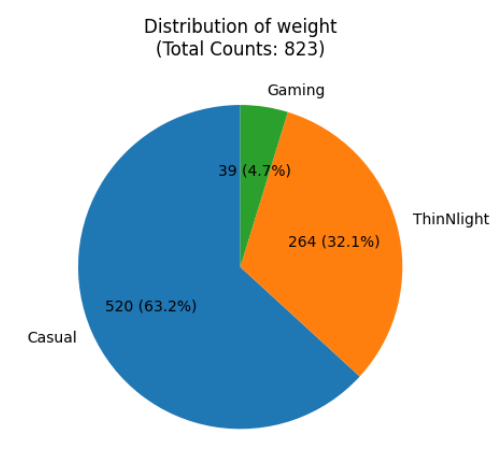 Distribution of weight
(Total Counts: 823)
Gaming
39 (4.7%)
ThinNlight
264 (32.1%)
520 (63.2%)
Casual